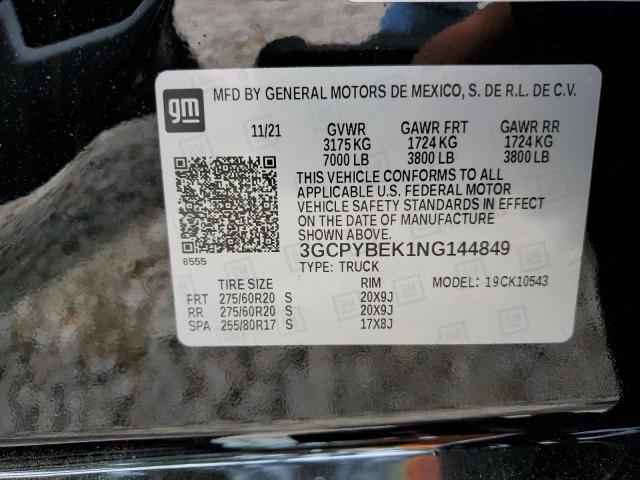 gm MFD BY GENERAL MOTORS DE MEXICO, S. DE R.L. DE C.V.
11/21 GVWR GAWR FRT GAWR RR
3175 KG 1724 KG 1724 KG
7000 LB 3800 LB 3800 LB
THIS VEHICLE CONFORMS TO ALL
APPLICABLE U.S. FEDERAL MOTOR
VEHICLE SAFETY STANDARDS IN EFFECT
ON THE DATE OF MANUFACTURE
SHOWN ABOVE.
8555 3GCPYBEK1NG144849
TYPE: TRUCK MODEL: 19CK10543
TIRE SIZE RIM
FRT 275/60R20 S 20X9J
RR 275/60R20 S 20X9J
SPA 255/80R17 S 17X8J